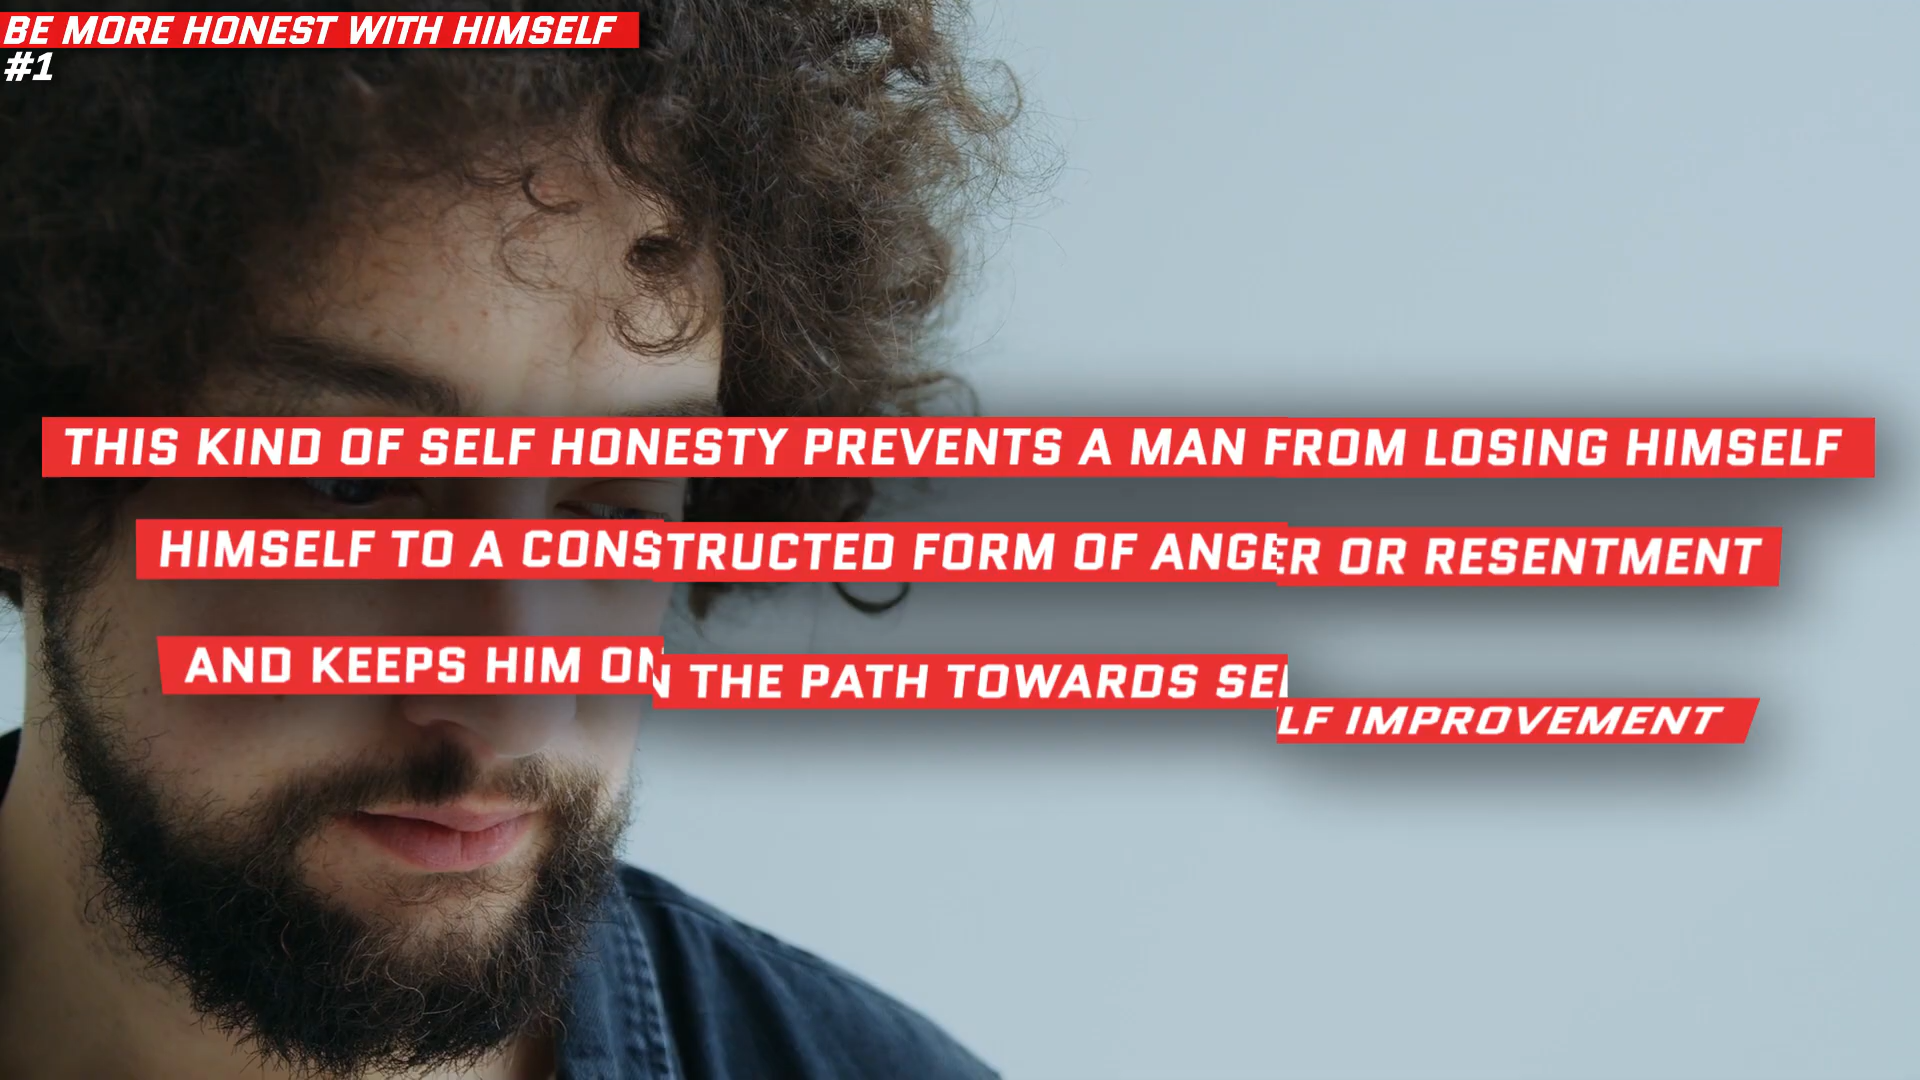 BE MORE HONEST WITH HIMSELF
#1
THIS KIND OF SELF HONESTY PREVENTS A MAN FROM LOSING HIMSELF
HIMSELF TO A CONSTRUCTED FORM OF ANGER OR RESENTMENT
AND KEEPS HIM ON THE PATH TOWARDS SELF IMPROVEMENT